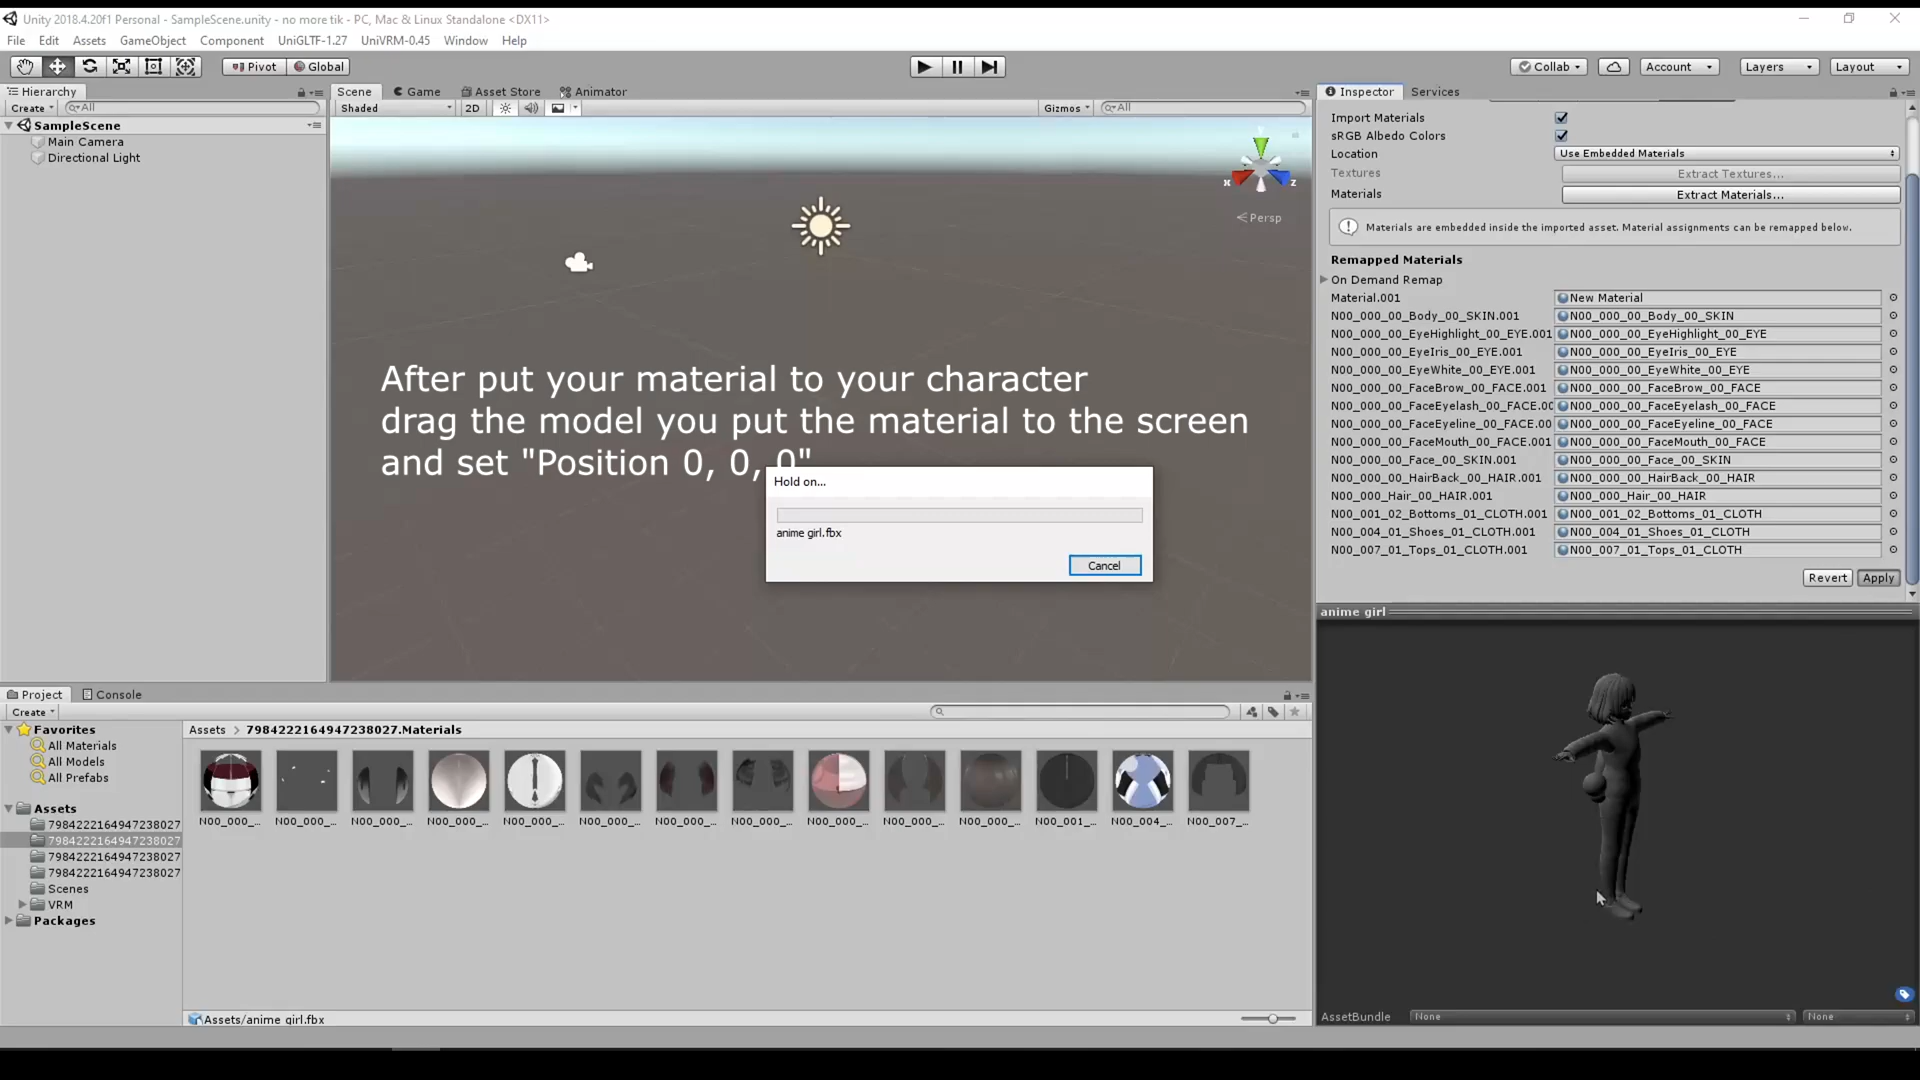 Unity 2018.4.20f1 Personal - SampleScene.unity - no more tik - PC, Mac & Linux Standalone <DX11>
File Edit Assets GameObject Component UniGLTF-1.27 UniVRM-0.45 Window Help
Pivot Global Collab Account Layers Layout
Hierarchy
Create All
SampleScene
Main Camera
Directional Light
Scene Game Asset Store Animator
Shaded 2D Gizmos All
y
x z
Persp
After put your material to your character
drag the model you put the material to the screen
and set "Position 0, 0, 0"
Hold on...
anime girl.fbx
Cancel
Inspector Services
Import Materials
sRGB Albedo Colors
Location Use Embedded Materials
Textures Extract Textures...
Materials Extract Materials...
Materials are embedded inside the imported asset. Material assignments can be remapped below.
Remapped Materials
On Demand Remap
Material.001 New Material
N00_000_00_Body_00_SKIN.001 N00_000_00_Body_00_SKIN
N00_000_00_EyeHighlight_00_EYE.001 N00_000_00_EyeHighlight_00_EYE
N00_000_00_EyeIris_00_EYE.001 N00_000_00_EyeIris_00_EYE
N00_000_00_EyeWhite_00_EYE.001 N00_000_00_EyeWhite_00_EYE
N00_000_00_FaceBrow_00_FACE.001 N00_000_00_FaceBrow_00_FACE
N00_000_00_FaceEyelash_00_FACE.00 N00_000_00_FaceEyelash_00_FACE
N00_000_00_FaceEyeline_00_FACE.00 N00_000_00_FaceEyeline_00_FACE
N00_000_00_FaceMouth_00_FACE.001 N00_000_00_FaceMouth_00_FACE
N00_000_00_Face_00_SKIN.001 N00_000_00_Face_00_SKIN
N00_000_00_HairBack_00_HAIR.001 N00_000_00_HairBack_00_HAIR
N00_000_Hair_00_HAIR.001 N00_000_Hair_00_HAIR
N00_001_02_Bottoms_01_CLOTH.001 N00_001_02_Bottoms_01_CLOTH
N00_004_01_Shoes_01_CLOTH.001 N00_004_01_Shoes_01_CLOTH
N00_007_01_Tops_01_CLOTH.001 N00_007_01_Tops_01_CLOTH
Revert Apply
anime girl
AssetBundle None None
Project Console
Create
Favorites
All Materials
All Models
All Prefabs
Assets
7984222164947238027
7984222164947238027
7984222164947238027
7984222164947238027
Scenes
VRM
Packages
Assets > 7984222164947238027.Materials
N00_000_... N00_000_... N00_000_... N00_000_... N00_000_... N00_000_... N00_000_... N00_000_... N00_000_... N00_000_... N00_000_... N00_001_... N00_004_... N00_007_...
Assets/anime girl.fbx